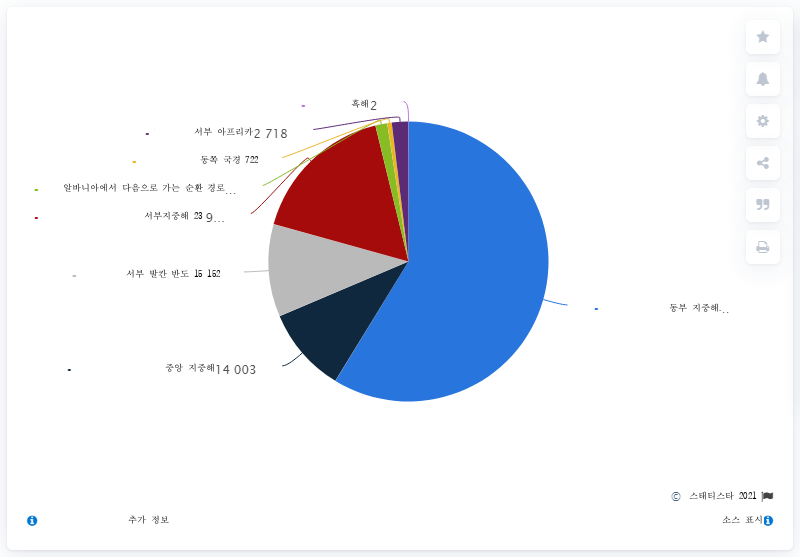 흑해2
서부 아프리카2 718
동쪽 국경 722
알바니아에서 다음으로 가는 순환 경로...
서부지중해 23 9...
서부 발칸 반도 15 152
동부 지중해...
중앙 지중해14 003
© 스태티스타 2021
추가 정보
소스 표시